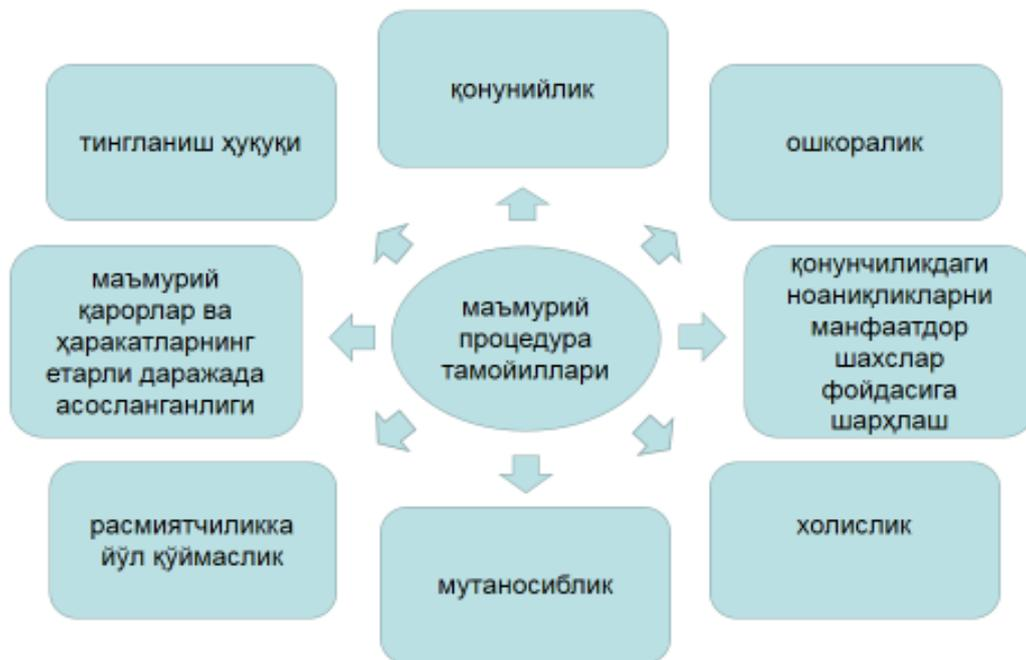 қонунийлик
тингланиш ҳуқуқи
ошкоралик
маъмурий
қарорлар ва
ҳаракатларнинг
етарли даражада
асосланганлиги
маъмурий
процедура
тамойиллари
қонунчиликдаги
ноаниқликларни
манфаатдор
шахслар
фойдасига
шарҳлаш
расмиятчиликка
йўл қўймаслик
мутаносиблик
холислик